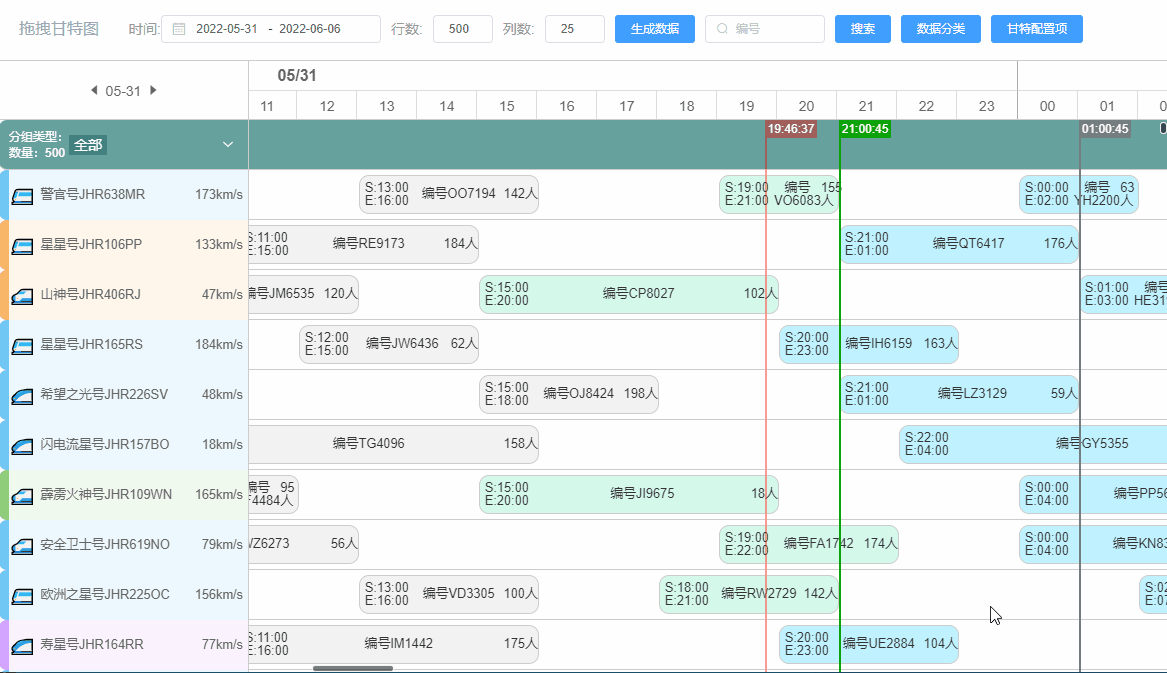 拖拽甘特图 时间: 2022-05-31 - 2022-06-06 行数: 500 列数: 25 生成数据 编号 搜索 数据分类 甘特配置项
05/31
05-31
11 12 13 14 15 16 17 18 19 20 21 22 23 00 01
分组类型:
数量: 500 全部
19:46:37 21:00:45 01:00:45
警官号JHR638MR 173km/s
S:13:00 编号OO7194 142人
E:16:00
S:19:00 编号 155
E:21:00 VO6083人
S:00:00 编号 63
E:02:00 YH2200人
星星号JHR106PP 133km/s
S:11:00 编号RE9173 184人
E:15:00
S:21:00 编号QT6417 176人
E:01:00
山神号JHR406RJ 47km/s
编号JM6535 120人
S:15:00 编号CP8027 102人
E:20:00
S:01:00 编号
E:03:00
星星号JHR165RS 184km/s
S:12:00 编号JW6436 62人
E:15:00
S:20:00 编号IH6159 163人
E:23:00
希望之光号JHR226SV 48km/s
S:15:00 编号OJ8424 198人
E:18:00
S:21:00 编号LZ3129 59人
E:01:00
闪电流星号JHR157BO 18km/s
编号TG4096 158人
S:22:00 编号GY5355
E:04:00
霹雳火神号JHR109WN 165km/s
编号 95
4484人
S:15:00 编号JI9675 18人
E:20:00
S:00:00 编号PP56
E:04:00
安全卫士号JHR619NO 79km/s
Z6273 56人
S:19:00 编号FA1742 174人
E:22:00
S:00:00 编号KN83
E:04:00
欧洲之星号JHR225OC 156km/s
S:13:00 编号VD3305 100人
E:16:00
S:18:00 编号RW2729 142人
E:21:00
寿星号JHR164RR 77km/s
S:11:00 编号IM1442 175人
E:16:00
S:20:00 编号UE2884 104人
E:23:00